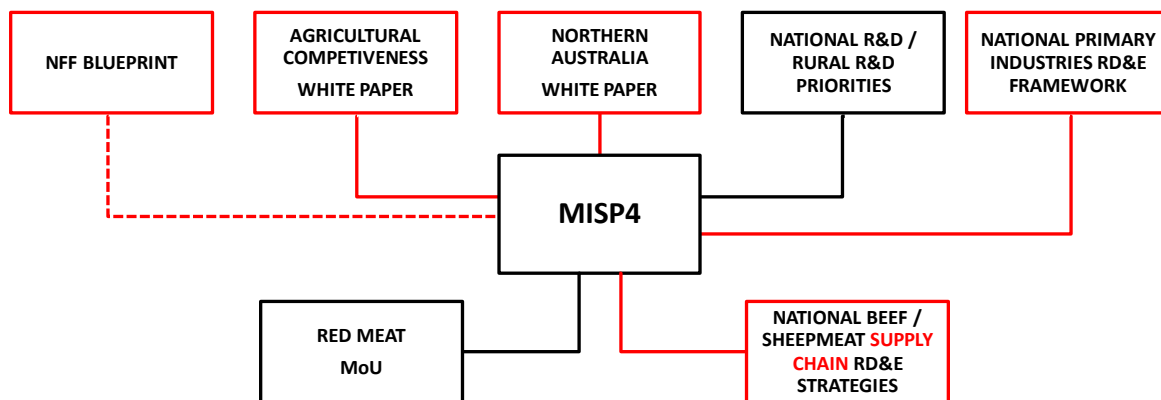 NFF BLUEPRINT
AGRICULTURAL
COMPETIVENESS
WHITE PAPER
NORTHERN
AUSTRALIA
WHITE PAPER
NATIONAL R&D /
RURAL R&D
PRIORITIES
NATIONAL PRIMARY
INDUSTRIES RD&E
FRAMEWORK
MISP4
RED MEAT
MoU
NATIONAL BEEF /
SHEEPMEAT SUPPLY
CHAIN RD&E
STRATEGIES